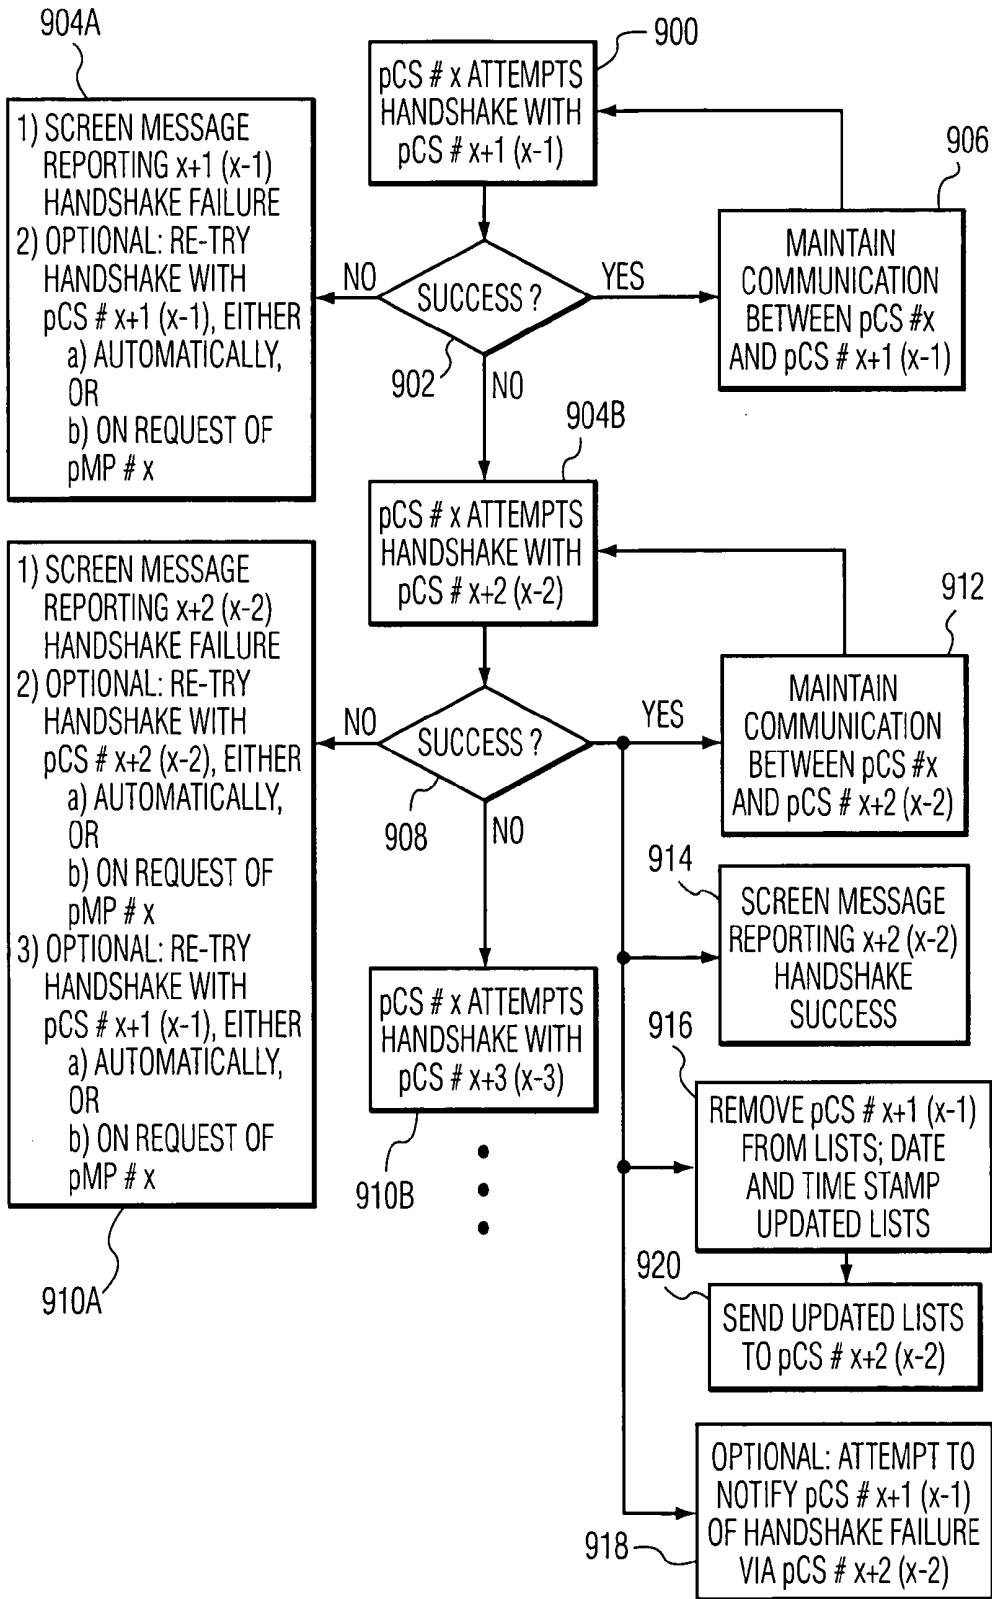 904A
900
pCS # x ATTEMPTS
HANDSHAKE WITH
pCS # x+1 (x-1)
1) SCREEN MESSAGE
REPORTING x+1 (x-1)
HANDSHAKE FAILURE
2) OPTIONAL: RE-TRY
HANDSHAKE WITH
pCS # x+1 (x-1), EITHER
a) AUTOMATICALLY,
OR
b) ON REQUEST OF
pMP # x
906
MAINTAIN
COMMUNICATION
BETWEEN pCS #x
AND pCS # x+1 (x-1)
NO
SUCCESS ?
YES
902
NO
904B
pCS # x ATTEMPTS
HANDSHAKE WITH
pCS # x+2 (x-2)
1) SCREEN MESSAGE
REPORTING x+2 (x-2)
HANDSHAKE FAILURE
2) OPTIONAL: RE-TRY
HANDSHAKE WITH
pCS # x+2 (x-2), EITHER
a) AUTOMATICALLY,
OR
b) ON REQUEST OF
pMP # x
3) OPTIONAL: RE-TRY
HANDSHAKE WITH
pCS # x+1 (x-1), EITHER
a) AUTOMATICALLY,
OR
b) ON REQUEST OF
pMP # x
910A
912
MAINTAIN
COMMUNICATION
BETWEEN pCS #x
AND pCS # x+2 (x-2)
NO
SUCCESS ?
YES
908
NO
914
SCREEN MESSAGE
REPORTING x+2 (x-2)
HANDSHAKE
SUCCESS
pCS # x ATTEMPTS
HANDSHAKE WITH
pCS # x+3 (x-3)
910B
916
REMOVE pCS # x+1 (x-1)
FROM LISTS; DATE
AND TIME STAMP
UPDATED LISTS
920
SEND UPDATED LISTS
TO pCS # x+2 (x-2)
OPTIONAL: ATTEMPT TO
NOTIFY pCS # x+1 (x-1)
OF HANDSHAKE FAILURE
VIA pCS # x+2 (x-2)
918